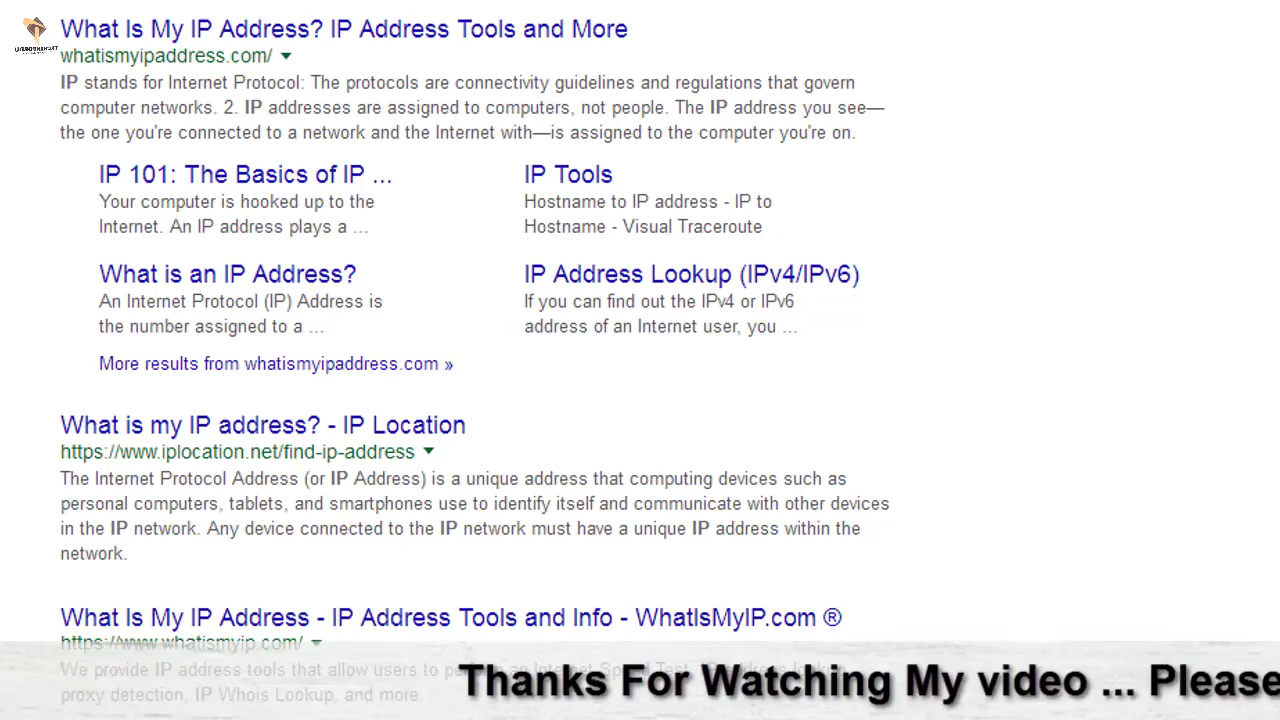 What Is My IP Address? IP Address Tools and More
whatismyipaddress.com/
IP stands for Internet Protocol: The protocols are connectivity guidelines and regulations that govern
computer networks. 2. IP addresses are assigned to computers, not people. The IP address you see—
the one you're connected to a network and the Internet with—is assigned to the computer you're on.
IP 101: The Basics of IP ...
Your computer is hooked up to the
Internet. An IP address plays a ...
IP Tools
Hostname to IP address - IP to
Hostname - Visual Traceroute
What is an IP Address?
An Internet Protocol (IP) Address is
the number assigned to a ...
IP Address Lookup (IPv4/IPv6)
If you can find out the IPv4 or IPv6
address of an Internet user, you ...
More results from whatismyipaddress.com »
What is my IP address? - IP Location
https://www.iplocation.net/find-ip-address
The Internet Protocol Address (or IP Address) is a unique address that computing devices such as
personal computers, tablets, and smartphones use to identify itself and communicate with other devices
in the IP network. Any device connected to the IP network must have a unique IP address within the
network.
What Is My IP Address - IP Address Tools and Info - WhatIsMyIP.com ®
https://www.whatismyip.com/
We provide IP address tools that allow users to an Internet Speed Test, Lookup,
proxy detection, IP Whois Lookup, and more.
Thanks For Watching My video ... Please